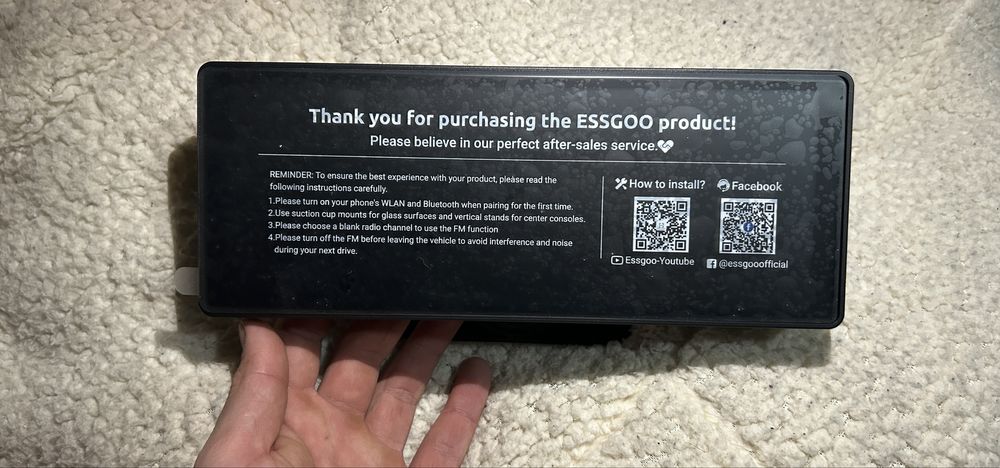 Thank you for purchasing the ESSGOO product!
Please believe in our perfect after-sales service.
REMINDER: To ensure the best experience with your product, please read the
following instructions carefully.
1.Please turn on your phone's WLAN and Bluetooth when pairing for the first time.
2.Use suction cup mounts for glass surfaces and vertical stands for center consoles.
3.Please choose a blank radio channel to use the FM function
4.Please turn off the FM before leaving the vehicle to avoid interference and noise
during your next drive.
How to install?
Essgoo-Youtube
Facebook
@essgooofficial